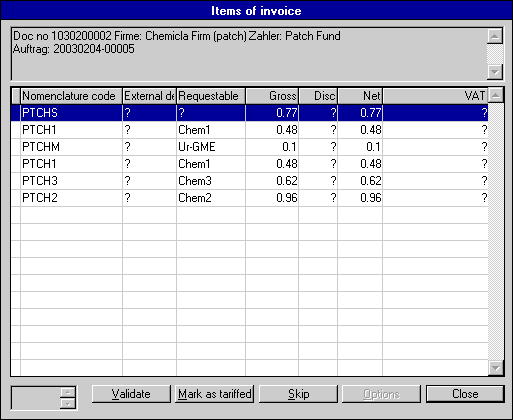 Items of invoice
Doc no 1030200002 Firme: Chemicla Firm (patch) Zahler: Patch Fund
Auftrag: 20030204-00005
Nomenclature code External de Requestable Gross Disc Net VAT
PTCHS ? ? 0.77 ? 0.77 ?
PTCH1 ? Chem1 0.48 ? 0.48 ?
PTCHM ? Ur-GME 0.1 ? 0.1 ?
PTCH1 ? Chem1 0.48 ? 0.48 ?
PTCH3 ? Chem3 0.62 ? 0.62 ?
PTCH2 ? Chem2 0.96 ? 0.96 ?
Validate Mark as tariffed Skip Options Close